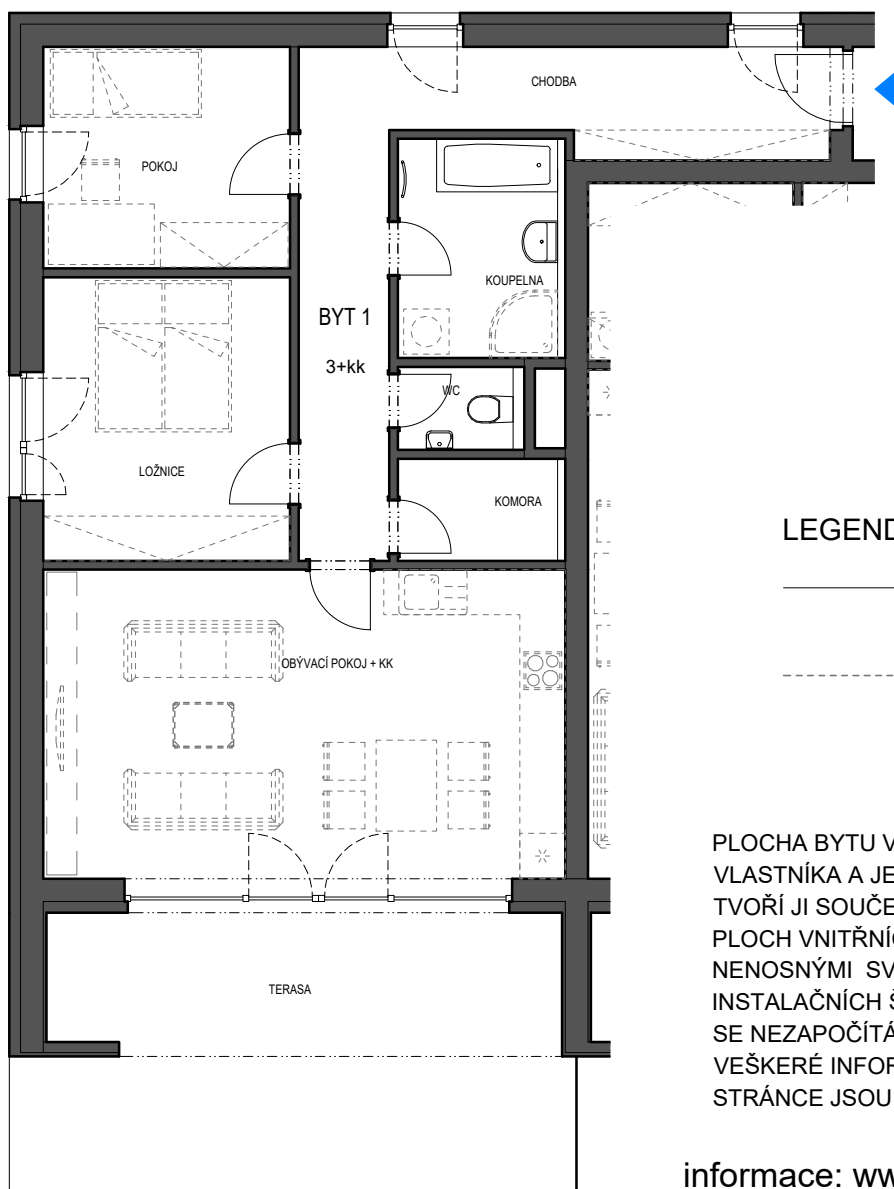 CHODBA
POKOJ
KOUPELNA
BYT 1
3+kk
WC
LOŽNICE
KOMORA
OBÝVACÍ POKOJ + KK
TERASA
LEGEND
PLOCHA BYTU V
VLASTNÍKA A JE
TVOŘÍ JI SOUČE
PLOCH VNITŘNÍC
NENOSNÝMI SV
INSTALAČNÍCH Š
SE NEZAPOČÍTÁ
VEŠKERÉ INFOR
STRÁNCE JSOU
informace: ww